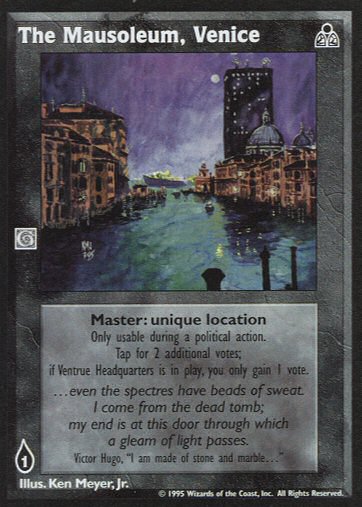 The Mausoleum, Venice
KMJ
Master: unique location
Only usable during a political action.
Tap for 2 additional votes;
if Ventrue Headquarters is in play, you only gain 1 vote.
…even the spectres have beads of sweat.
I come from the dead tomb;
my end is at this door through which
a gleam of light passes.
Victor Hugo, "I am made of stone and marble…"
1
Illus. Ken Meyer, Jr.
© 1995 Wizards of the Coast, Inc. All Rights Reserved.